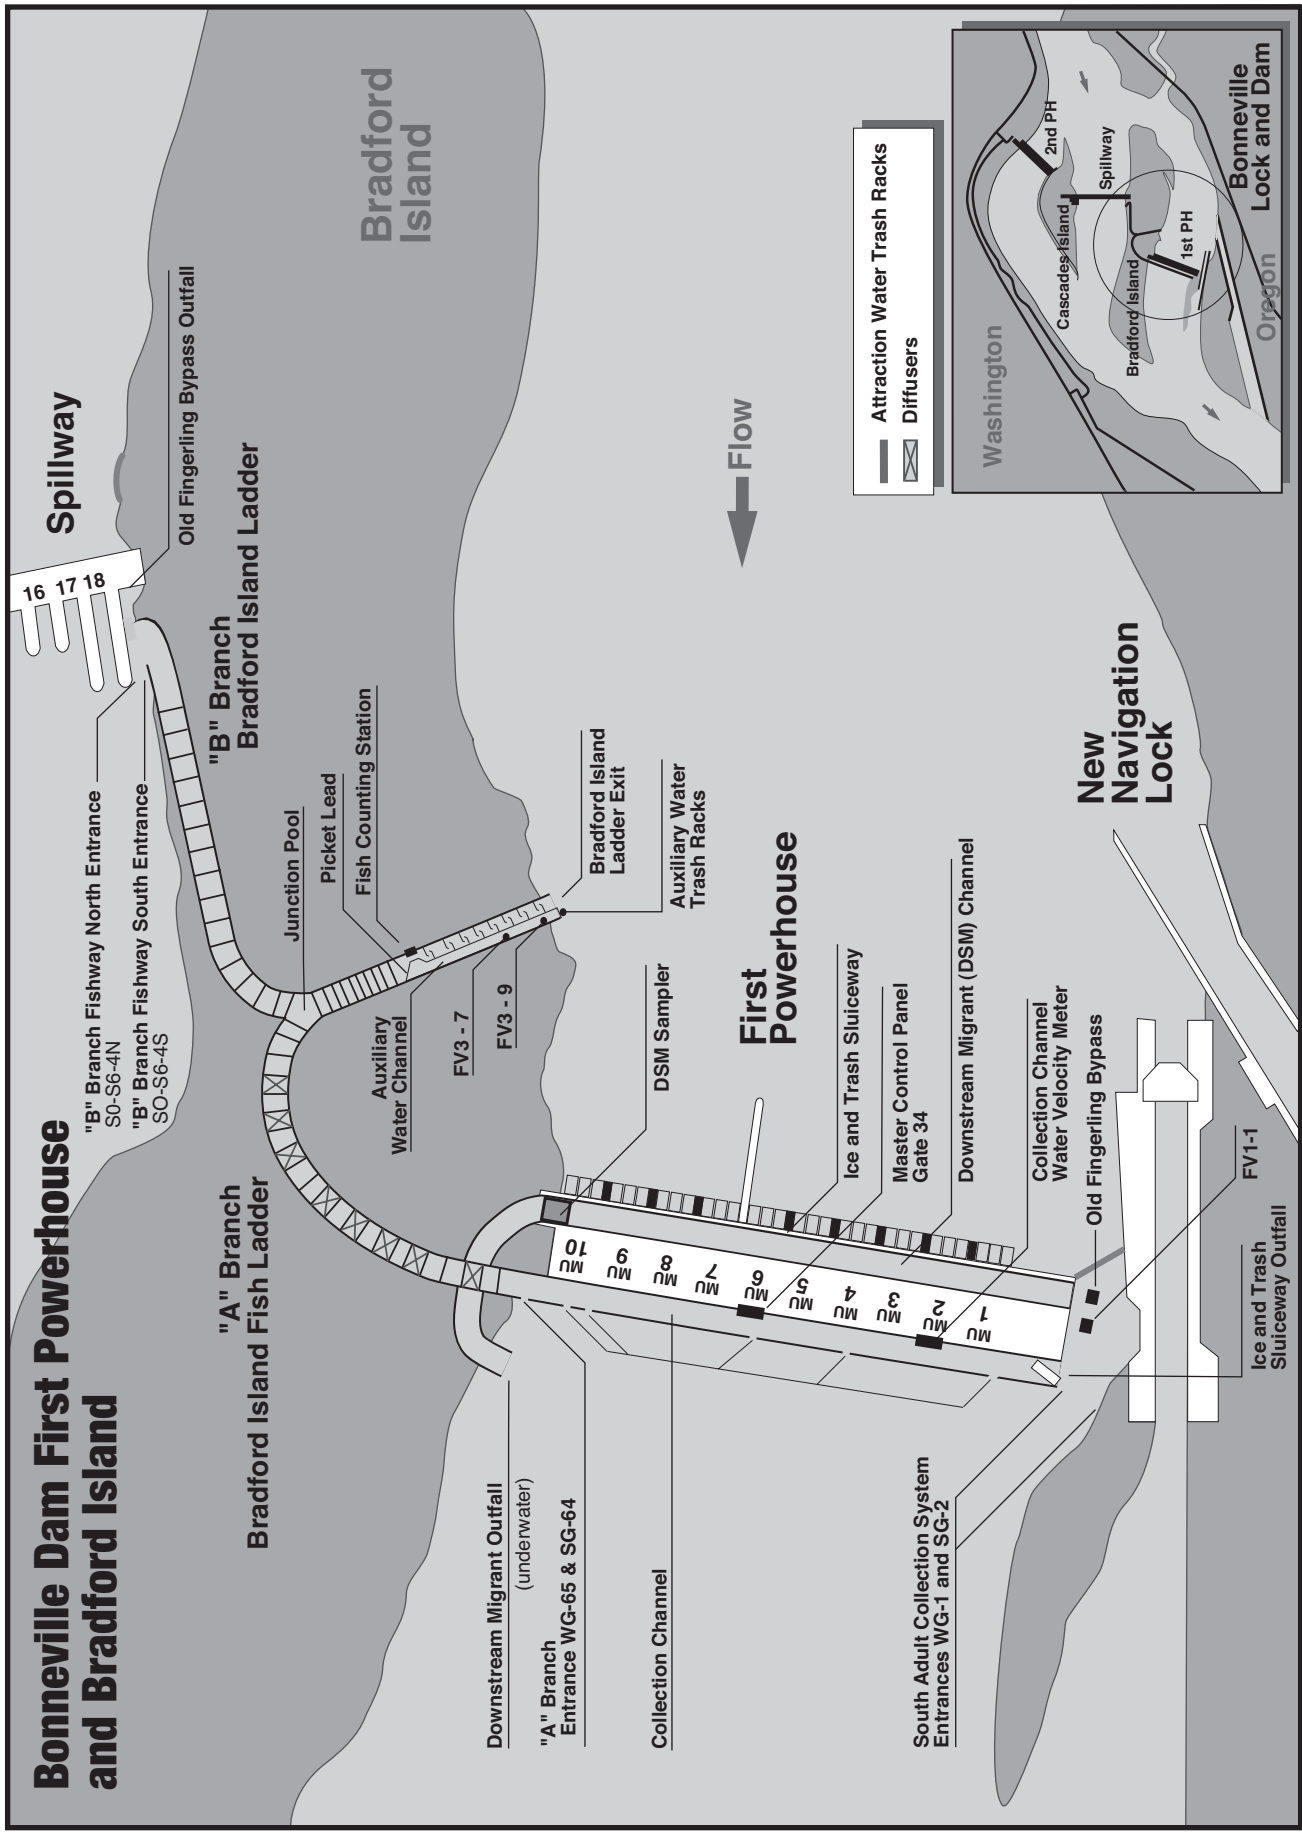 Bonneville Dam First Powerhouse
and Bradford Island
Spillway
16
17
18
Old Fingerling Bypass Outfall
Bradford
Island
"B" Branch Fishway North Entrance
S0-S6-4N
"B" Branch Fishway South Entrance
SO-S6-4S
"B" Branch
Bradford Island Ladder
"A" Branch
Bradford Island Fish Ladder
Junction Pool
Picket Lead
Fish Counting Station
Auxiliary
Water Channel
FV3 - 7
FV3 - 9
Bradford Island
Ladder Exit
Auxiliary Water
Trash Racks
DSM Sampler
Flow
First
Powerhouse
Ice and Trash Sluiceway
Master Control Panel
Gate 34
Downstream Migrant (DSM) Channel
Collection Channel
Water Velocity Meter
Old Fingerling Bypass
FV1-1
Ice and Trash
Sluiceway Outfall
New
Navigation
Lock
MU
10
MU
9
MU
8
MU
7
MU
6
MU
5
MU
4
MU
3
MU
2
MU
1
Downstream Migrant Outfall
(underwater)
"A" Branch
Entrance WG-65 & SG-64
Collection Channel
South Adult Collection System
Entrances WG-1 and SG-2
Attraction Water Trash Racks
Diffusers
Washington
Cascades Island
2nd PH
Spillway
Bradford Island
1st PH
Oregon
Bonneville
Lock and Dam